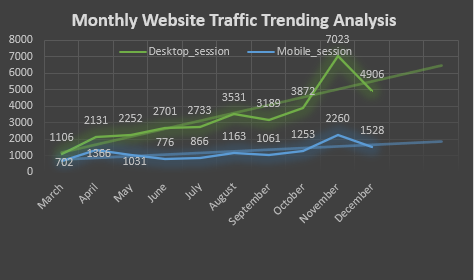 Monthly Website Traffic Trending Analysis
Desktop_session Mobile_session
8000
7000
6000
5000
4000
3000
2000
1000
0
1106 2131 2252 2701 2733 3531 3189 3872 7023 4906
702 1366 1031 776 866 1163 1061 1253 2260 1528
March April May June July August September October November December